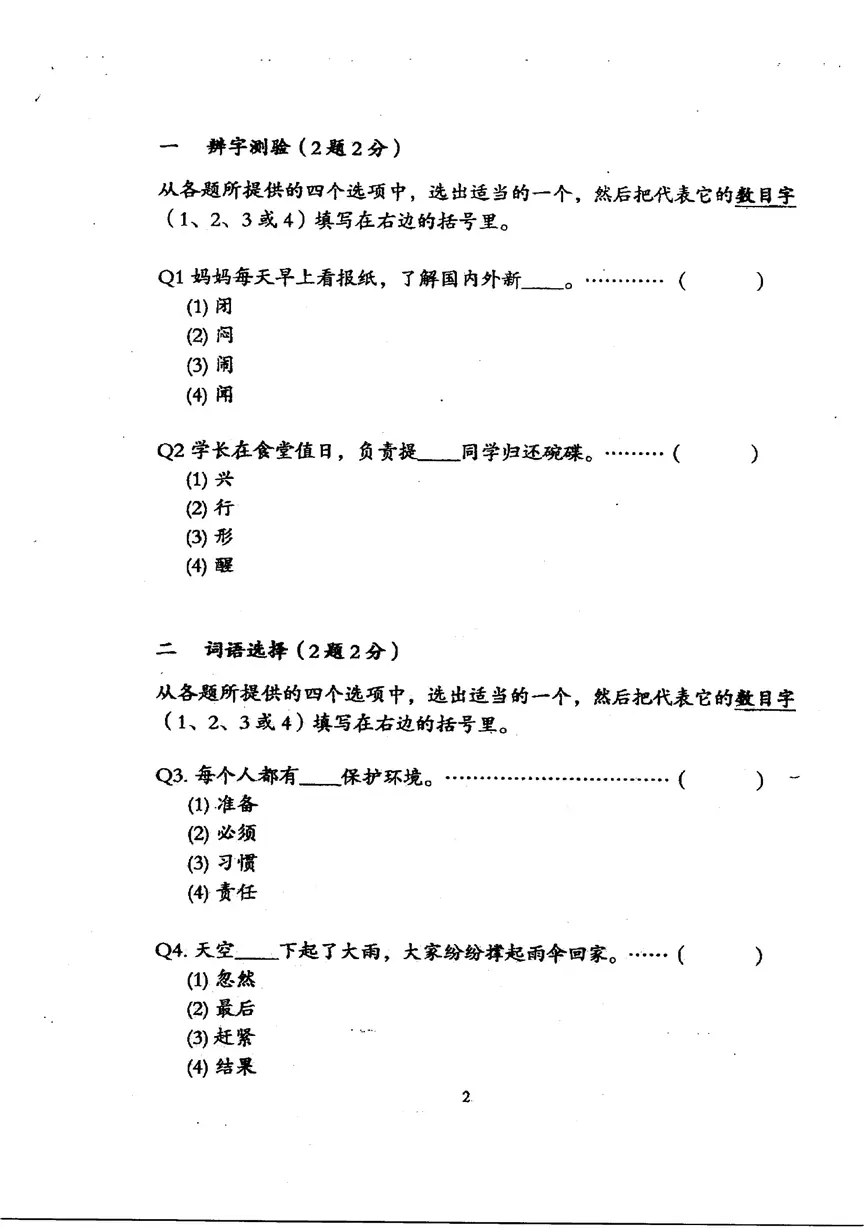 一 辨字测验（2题2分）
从各题所提供的四个选项中，选出适当的一个，然后把代表它的数目字
（1、2、3或4）填写在右边的括号里。
Q1 妈妈每天早上看报纸，了解国内外新____。………… (    )
(1) 闭
(2) 闷
(3) 闹
(4) 闻
Q2 学长在食堂值日，负责提____同学归还碗碟。……… (    )
(1) 兴
(2) 行
(3) 形
(4) 醒
二 词语选择（2题2分）
从各题所提供的四个选项中，选出适当的一个，然后把代表它的数目字
（1、2、3或4）填写在右边的括号里。
Q3. 每个人都有____保护环境。…………………………… (    )
(1) 准备
(2) 必须
(3) 习惯
(4) 责任
Q4. 天空____下起了大雨，大家纷纷撑起雨伞回家。…… (    )
(1) 忽然
(2) 最后
(3) 赶紧
(4) 结果
2